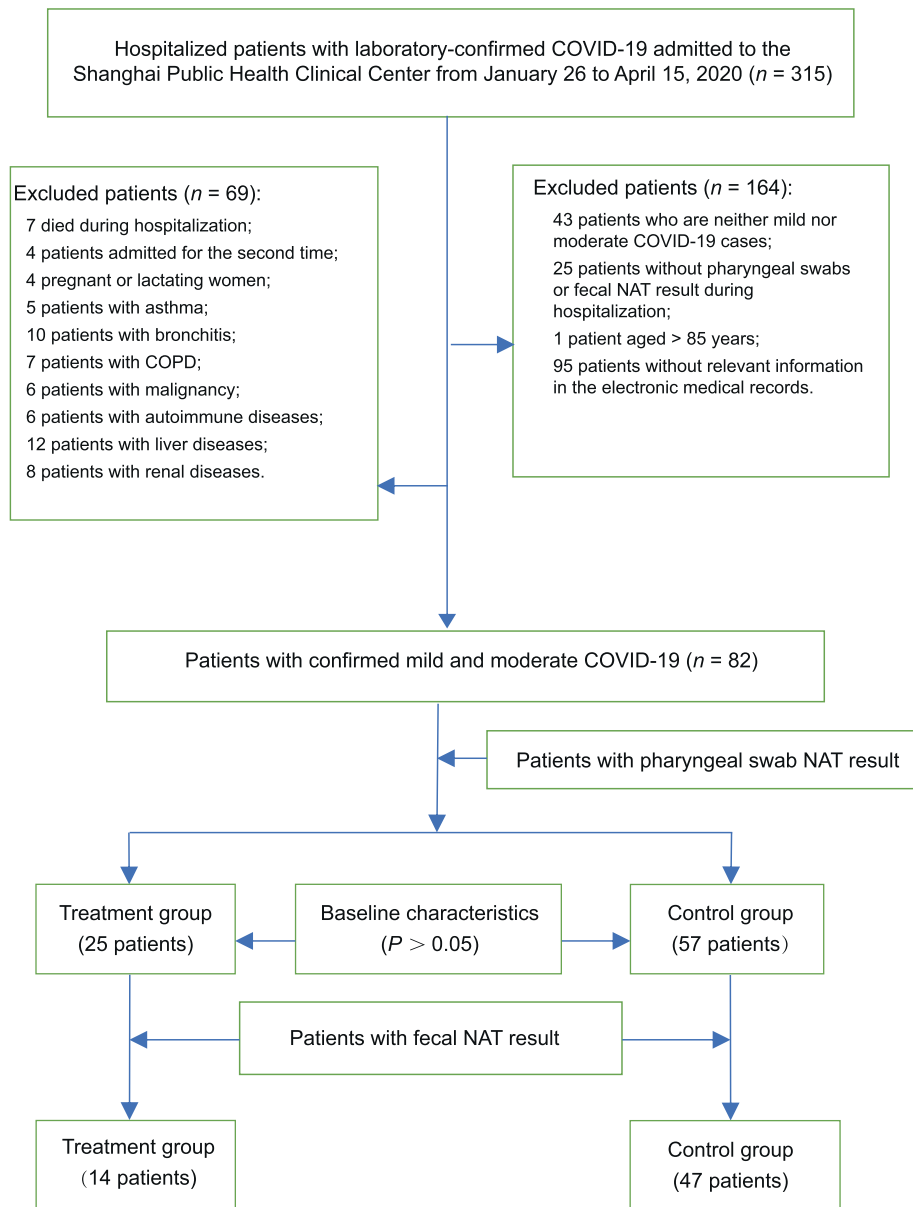 Hospitalized patients with laboratory-confirmed COVID-19 admitted to the
Shanghai Public Health Clinical Center from January 26 to April 15, 2020 (n = 315)
Excluded patients (n = 69):
7 died during hospitalization;
4 patients admitted for the second time;
4 pregnant or lactating women;
5 patients with asthma;
10 patients with bronchitis;
7 patients with COPD;
6 patients with malignancy;
6 patients with autoimmune diseases;
12 patients with liver diseases;
8 patients with renal diseases.
Excluded patients (n = 164):
43 patients who are neither mild nor
moderate COVID-19 cases;
25 patients without pharyngeal swabs
or fecal NAT result during
hospitalization;
1 patient aged > 85 years;
95 patients without relevant information
in the electronic medical records.
Patients with confirmed mild and moderate COVID-19 (n = 82)
Patients with pharyngeal swab NAT result
Treatment group
(25 patients)
Baseline characteristics
(P > 0.05)
Control group
(57 patients）
Patients with fecal NAT result
Treatment group
（14 patients)
Control group
(47 patients)